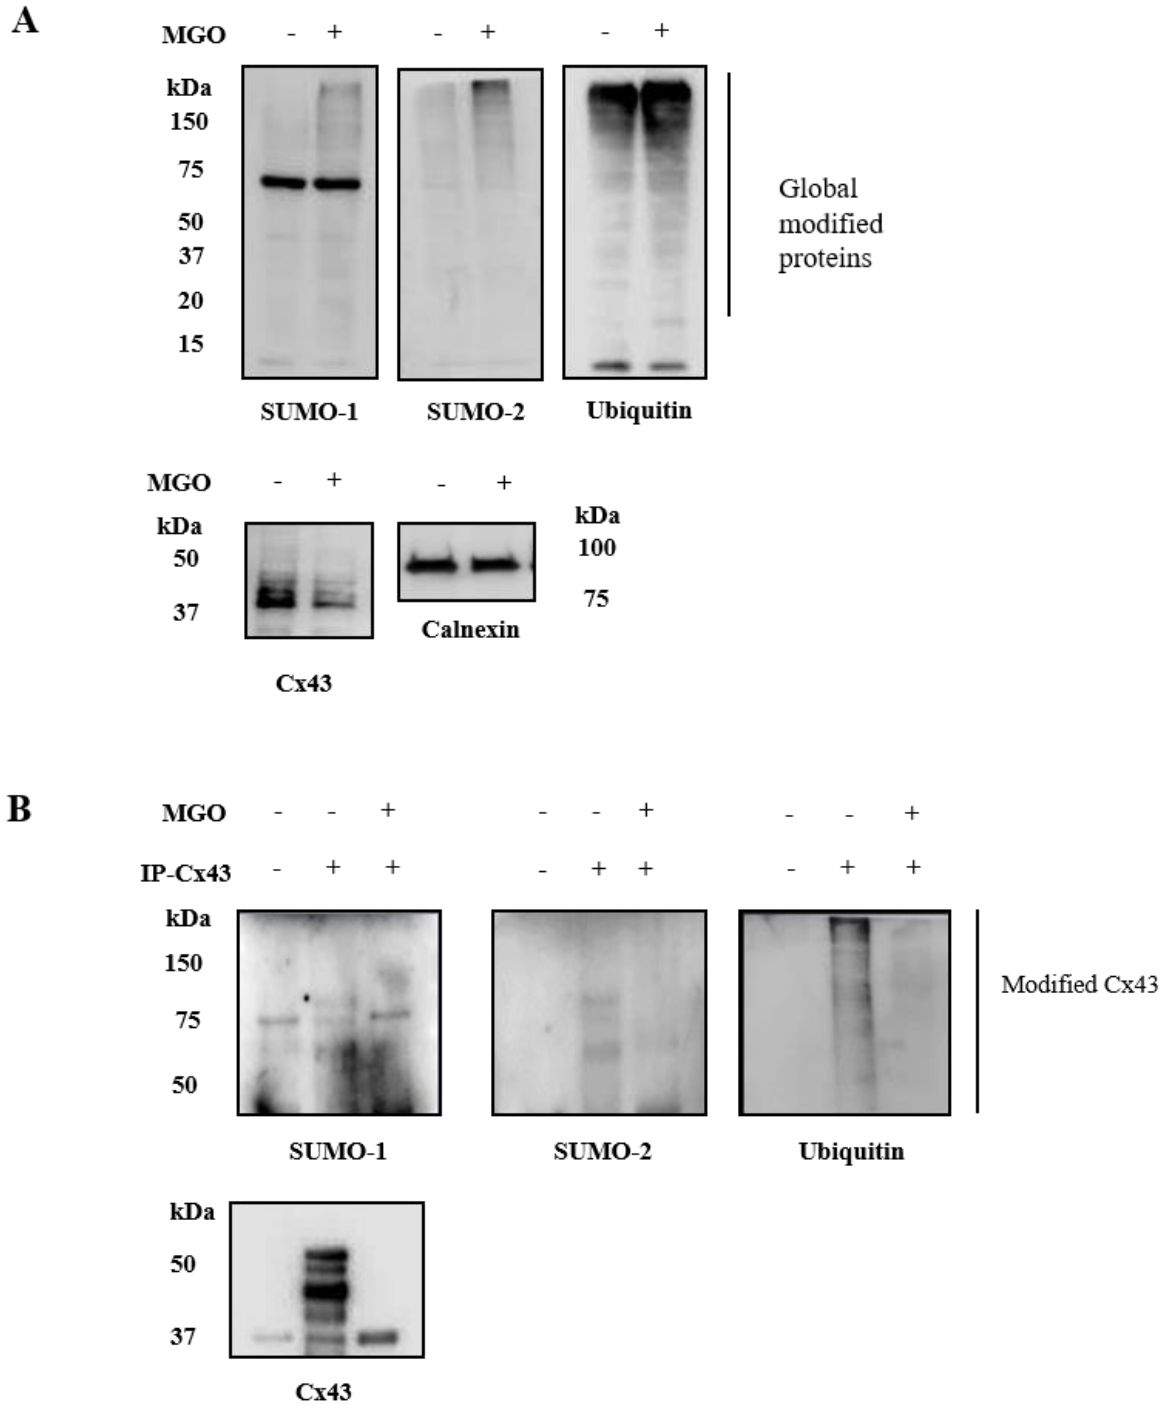 A
MGO - + - + - +
kDa
150
75
50
37
20
15
Global
modified
proteins
SUMO-1 SUMO-2 Ubiquitin
MGO - + - +
kDa
50
37
kDa
100
75
Calnexin
Cx43
B
MGO - - + - - + - - +
IP-Cx43 - + + - + + - + +
kDa
150
75
50
Modified Cx43
SUMO-1 SUMO-2 Ubiquitin
kDa
50
37
Cx43